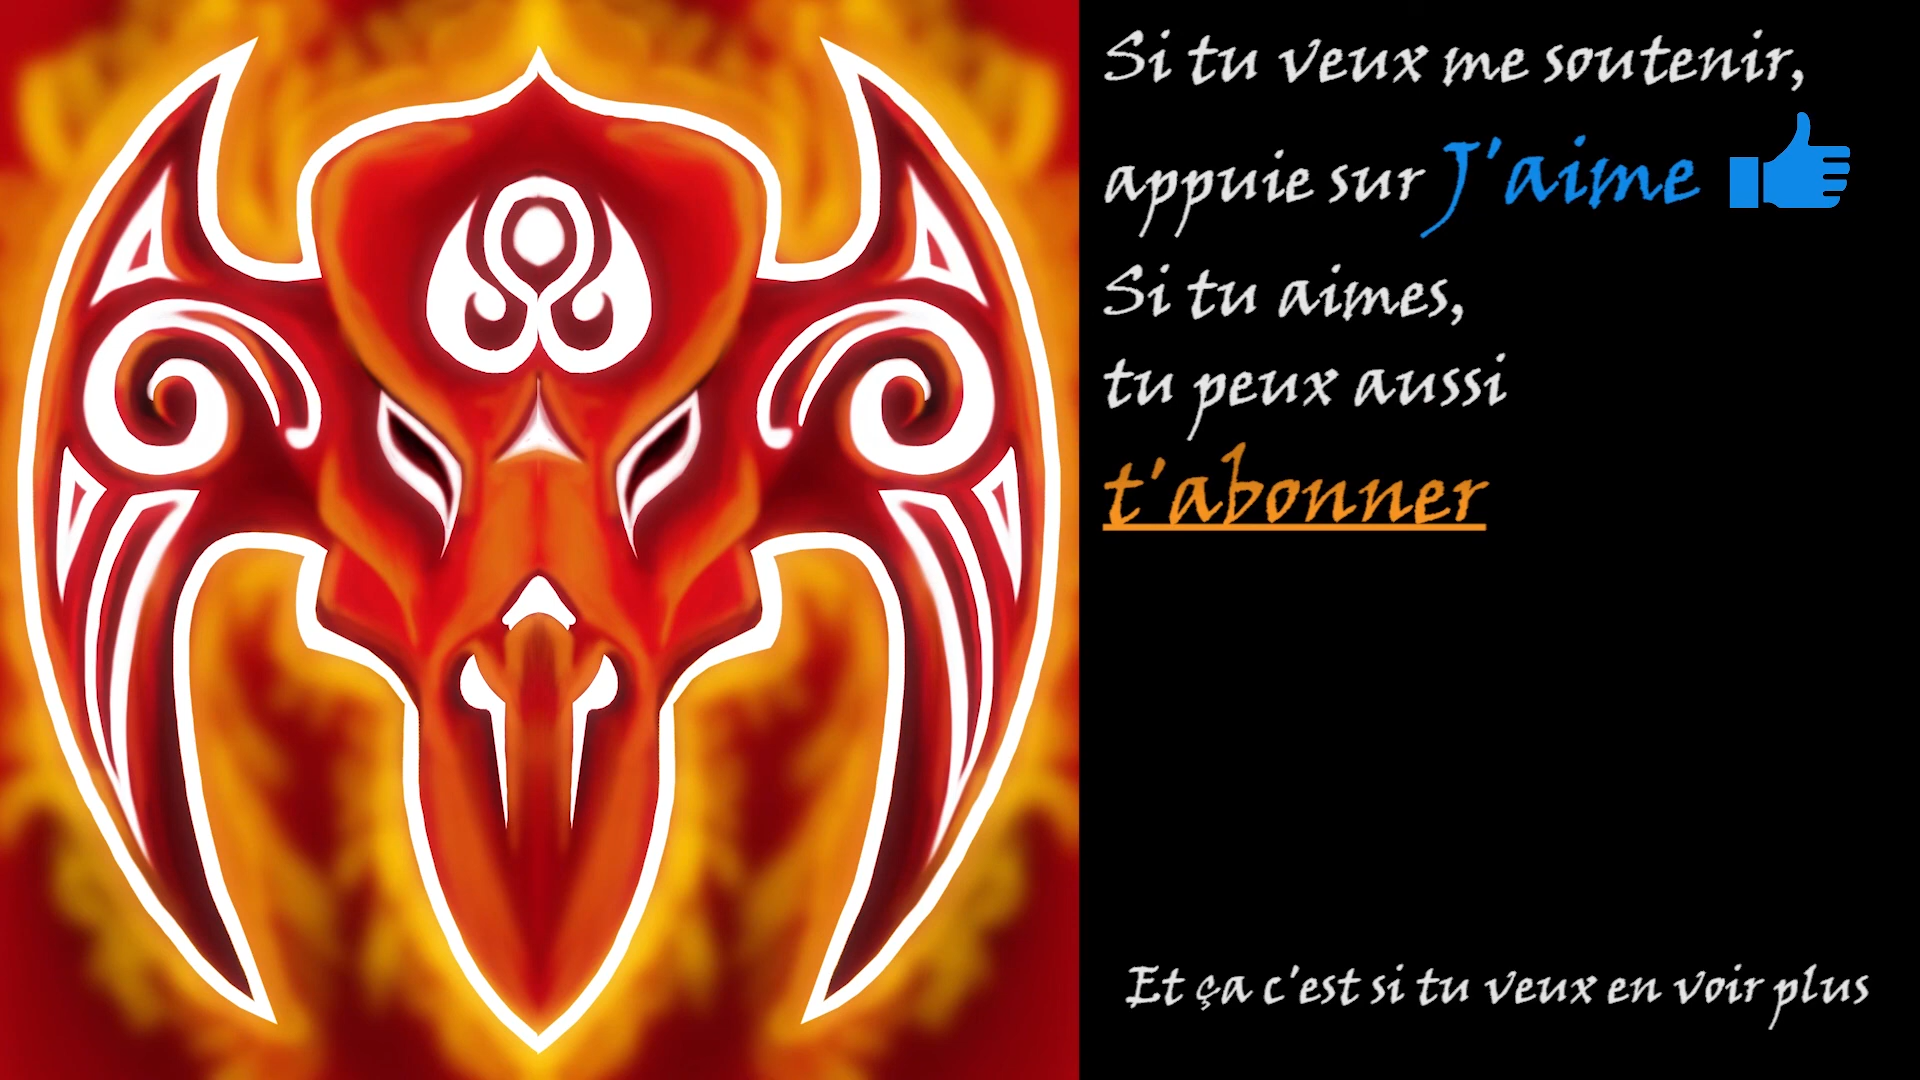 Si tu veux me soutenir,
appuie sur J'aime
Si tu aimes,
tu peux aussi
t'abonner
Et ça c'est si tu veux en voir plus